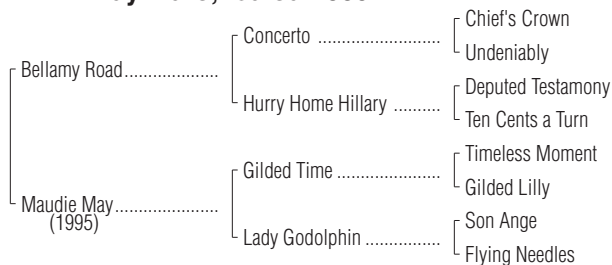 Concerto ........................... Chief's Crown
Undeniably
Bellamy Road.....................
Hurry Home Hillary .......... Deputed Testamony
Ten Cents a Turn
Gilded Time ....................... Timeless Moment
Gilded Lilly
Maudie May.......................
(1995)
Lady Godolphin ................. Son Ange
Flying Needles